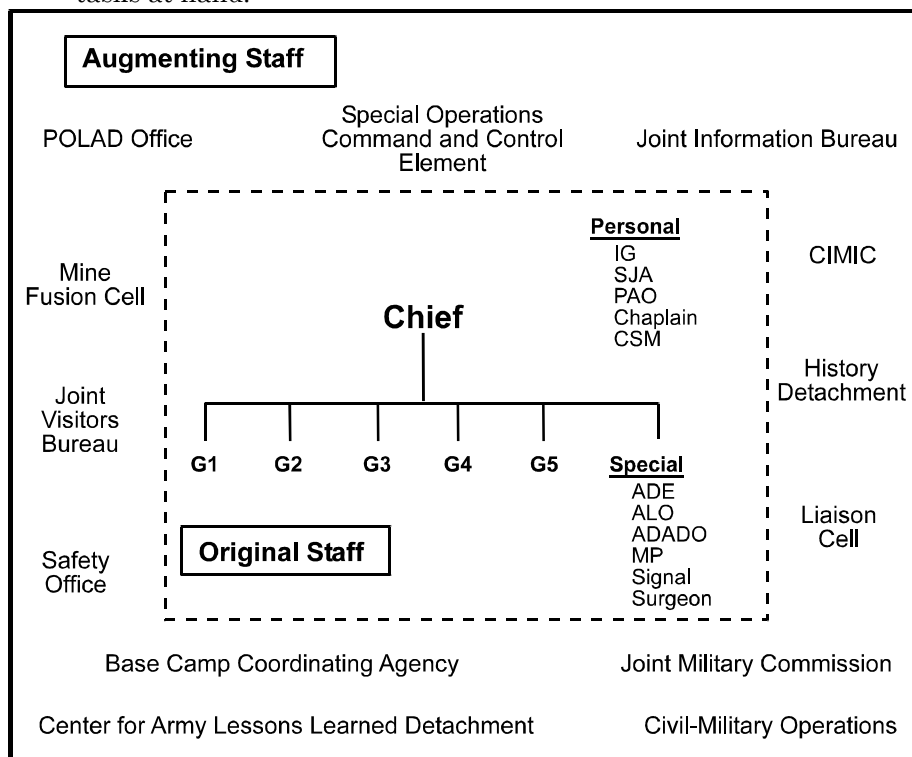 tasks at hand.
Augmenting Staff
POLAD Office
Special Operations
Command and Control
Element
Joint Information Bureau
Mine
Fusion Cell
Personal
IG
SJA
PAO
Chaplain
CSM
CIMIC
Chief
Joint
Visitors
Bureau
History
Detachment
G1 G2 G3 G4 G5
Special
ADE
ALO
ADADO
MP
Signal
Surgeon
Original Staff
Liaison
Cell
Safety
Office
Base Camp Coordinating Agency
Joint Military Commission
Center for Army Lessons Learned Detachment
Civil-Military Operations